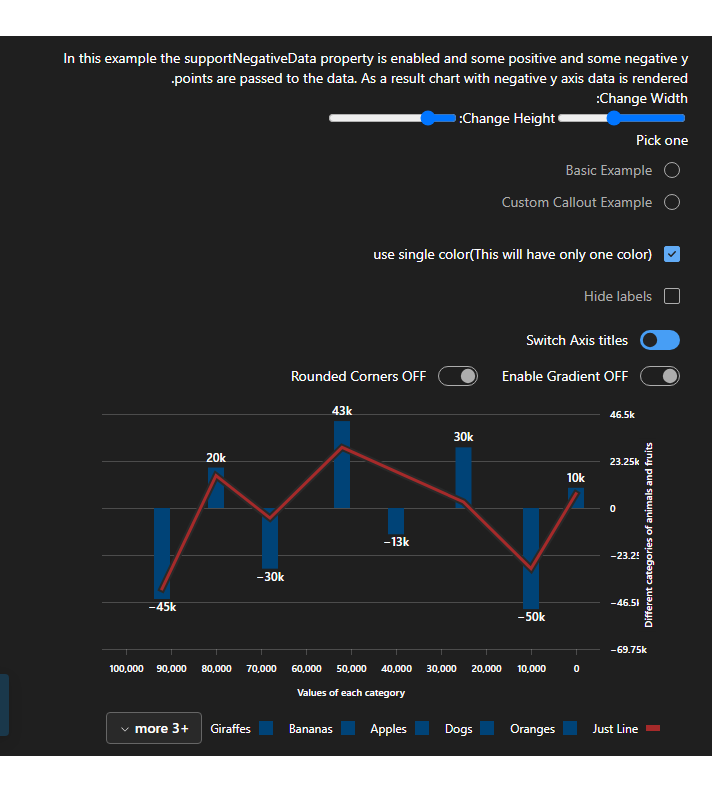 In this example the supportNegativeData property is enabled and some positive and some negative y
.points are passed to the data. As a result chart with negative y axis data is rendered
:Change Width
:Change Height
Pick one
Basic Example
Custom Callout Example
use single color(This will have only one color)
Hide labels
Switch Axis titles
Rounded Corners OFF
Enable Gradient OFF
43k
46.5k
30k
20k
23.25k
10k
0
−13k
−23.25
−30k
−45k
−46.5
−50k
−69.75k
Different categories of animals and fruits
100,000 90,000 80,000 70,000 60,000 50,000 40,000 30,000 20,000 10,000 0
Values of each category
more 3+ Giraffes Bananas Apples Dogs Oranges Just Line